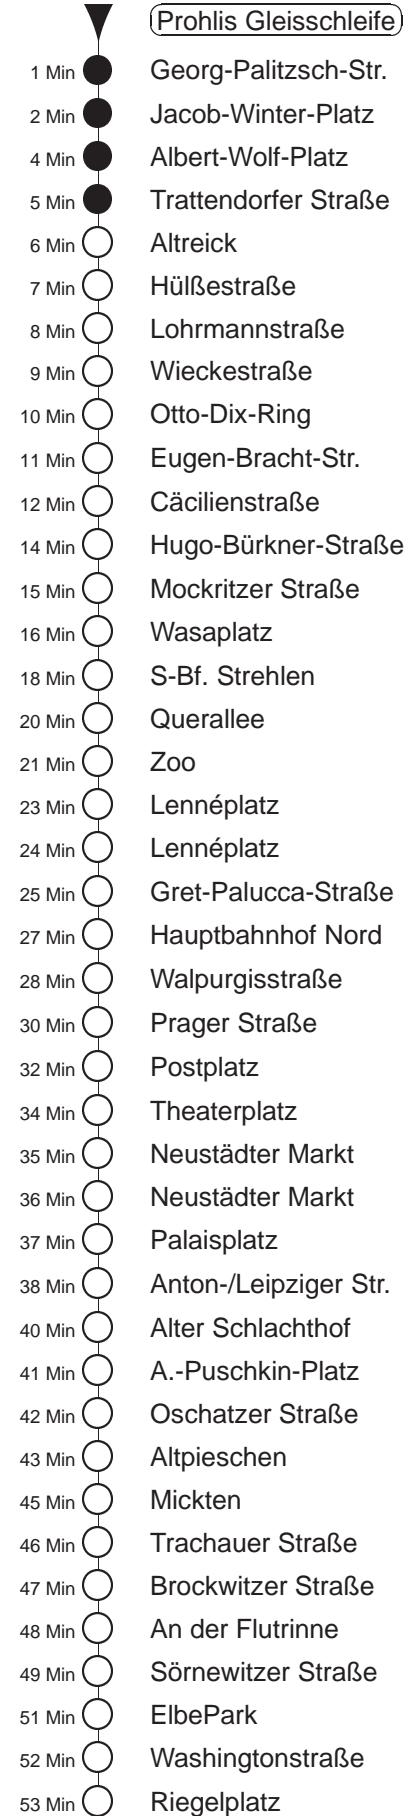 Prohlis Gleisschleife
1 Min Georg-Palitzsch-Str.
2 Min Jacob-Winter-Platz
4 Min Albert-Wolf-Platz
5 Min Trattendorfer Straße
6 Min Altreick
7 Min Hülßestraße
8 Min Lohrmannstraße
9 Min Wieckestraße
10 Min Otto-Dix-Ring
11 Min Eugen-Bracht-Str.
12 Min Cäcilienstraße
14 Min Hugo-Bürkner-Straße
15 Min Mockritzer Straße
16 Min Wasaplatz
18 Min S-Bf. Strehlen
20 Min Querallee
21 Min Zoo
23 Min Lennéplatz
24 Min Lennéplatz
25 Min Gret-Palucca-Straße
27 Min Hauptbahnhof Nord
28 Min Walpurgisstraße
30 Min Prager Straße
32 Min Postplatz
34 Min Theaterplatz
35 Min Neustädter Markt
36 Min Neustädter Markt
37 Min Palaisplatz
38 Min Anton-/Leipziger Str.
40 Min Alter Schlachthof
41 Min A.-Puschkin-Platz
42 Min Oschatzer Straße
43 Min Altpieschen
45 Min Mickten
46 Min Trachauer Straße
47 Min Brockwitzer Straße
48 Min An der Flutrinne
49 Min Sörnewitzer Straße
51 Min ElbePark
52 Min Washingtonstraße
53 Min Riegelplatz